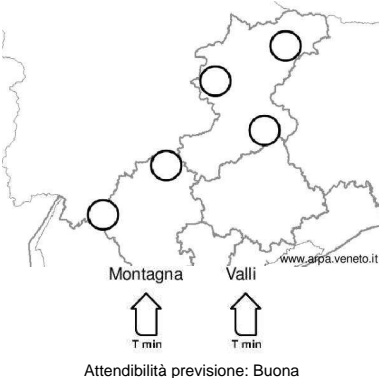 www.arpa.veneto.it
Montagna Valli
T min T min
Attendibilità previsione: Buona